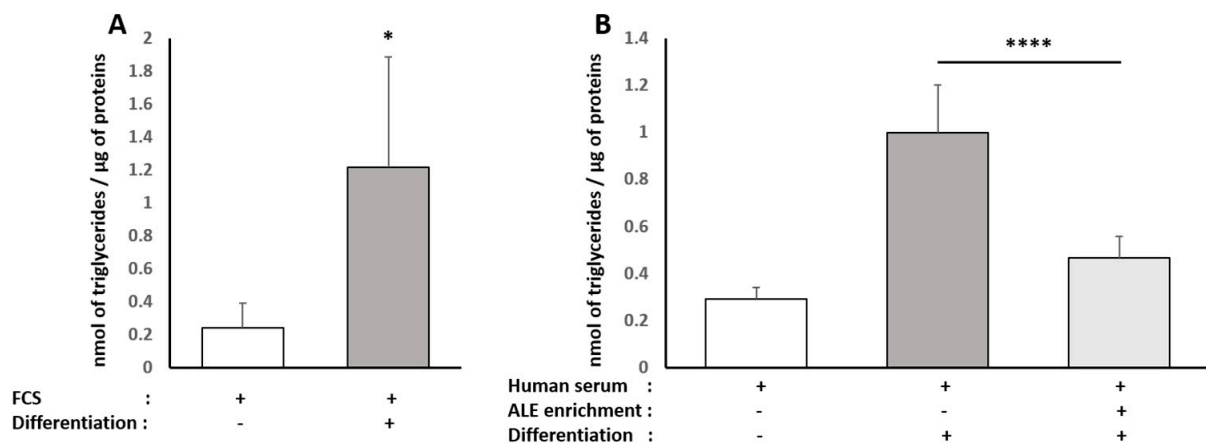 A
*
nmol of triglycerides / µg of proteins
2
1.8
1.6
1.4
1.2
1
0.8
0.6
0.4
0.2
0
FCS : + +
Differentiation : - +
B
****
nmol of triglycerides / µg of proteins
1.4
1.2
1
0.8
0.6
0.4
0.2
0
Human serum : + + +
ALE enrichment : - - +
Differentiation : - + +